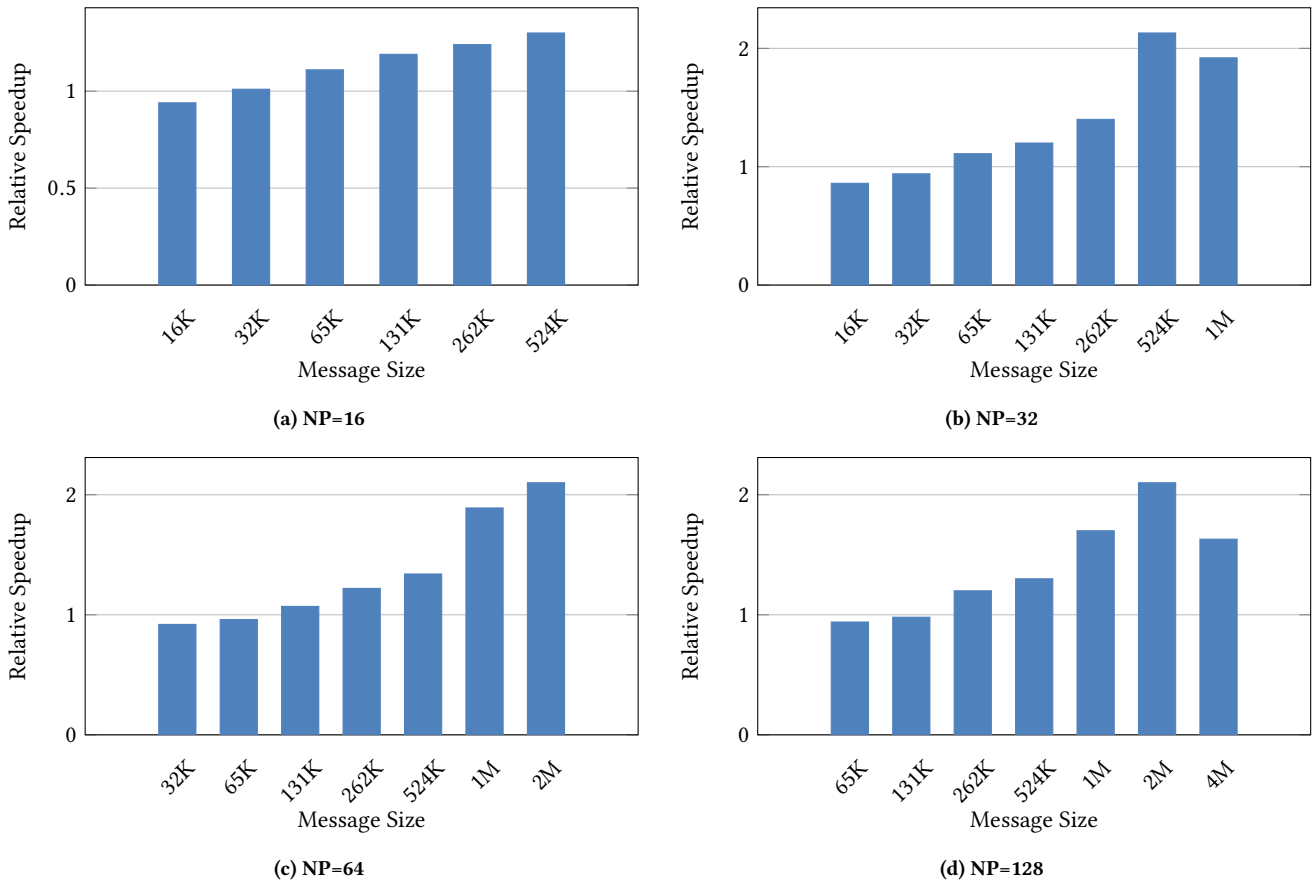 Relative Speedup
1
0.5
0
16K 32K 65K 131K 262K 524K
Message Size
(a) NP=16
Relative Speedup
2
1
0
16K 32K 65K 131K 262K 524K 1M
Message Size
(b) NP=32
Relative Speedup
2
1
0
32K 65K 131K 262K 524K 1M 2M
Message Size
(c) NP=64
Relative Speedup
2
1
0
65K 131K 262K 524K 1M 2M 4M
Message Size
(d) NP=128